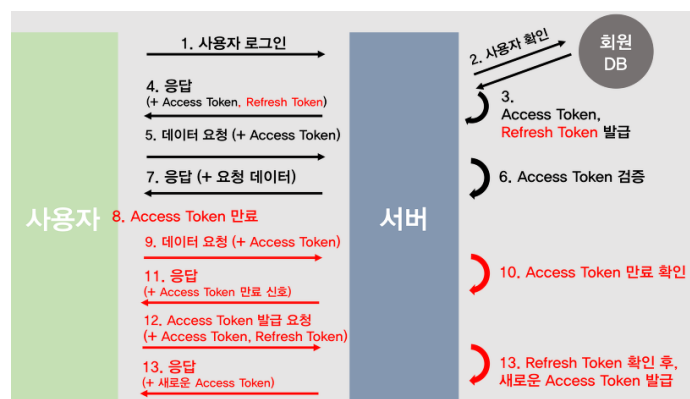 1. 사용자 로그인
2. 사용자 확인
회원
DB
3.
Access Token,
Refresh Token 발급
4. 응답
(+ Access Token, Refresh Token)
5. 데이터 요청 (+ Access Token)
6. Access Token 검증
7. 응답 (+ 요청 데이터)
사용자
서버
8. Access Token 만료
9. 데이터 요청 (+ Access Token)
10. Access Token 만료 확인
11. 응답
(+ Access Token 만료 신호)
12. Access Token 발급 요청
(+ Access Token, Refresh Token)
13. Refresh Token 확인 후,
새로운 Access Token 발급
13. 응답
(+ 새로운 Access Token)